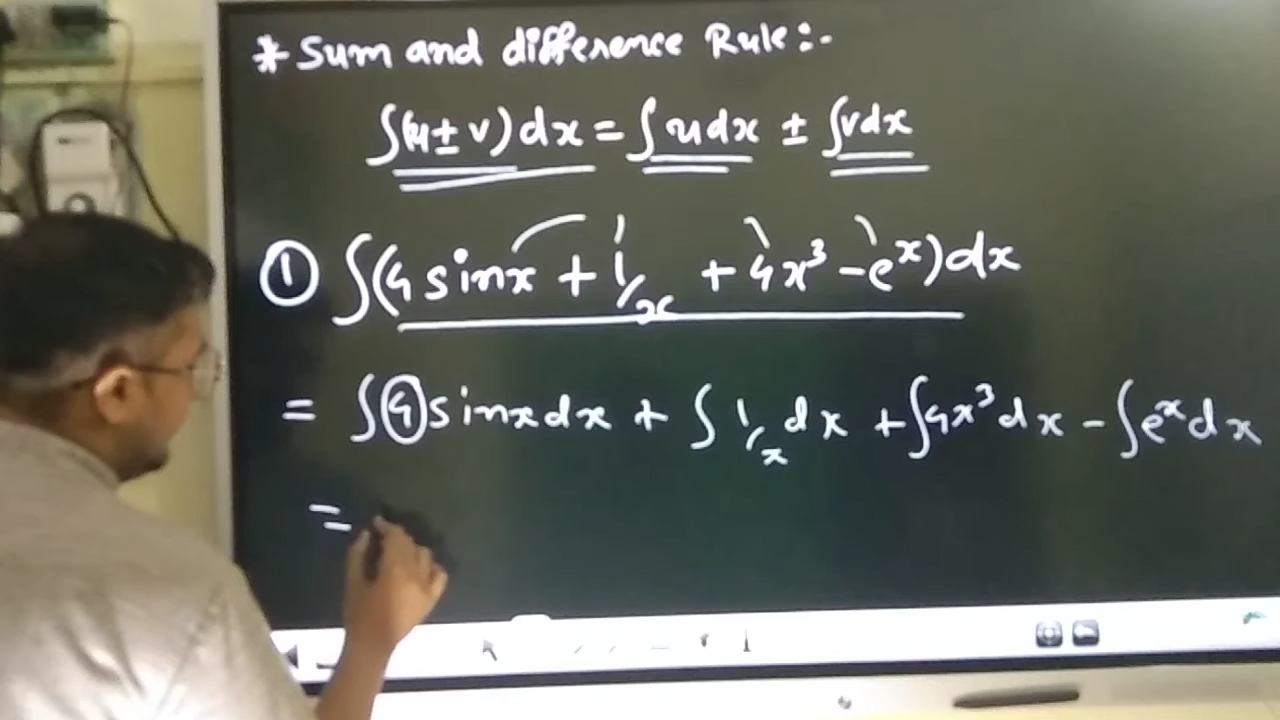 * Sum and difference Rule:-
∫(u ± v) dx = ∫u dx ± ∫v dx
① ∫(4 sinx + 1/x + 4x³ - eˣ) dx
= ∫4 sinx dx + ∫1/x dx + ∫4x³ dx - ∫eˣ dx
=